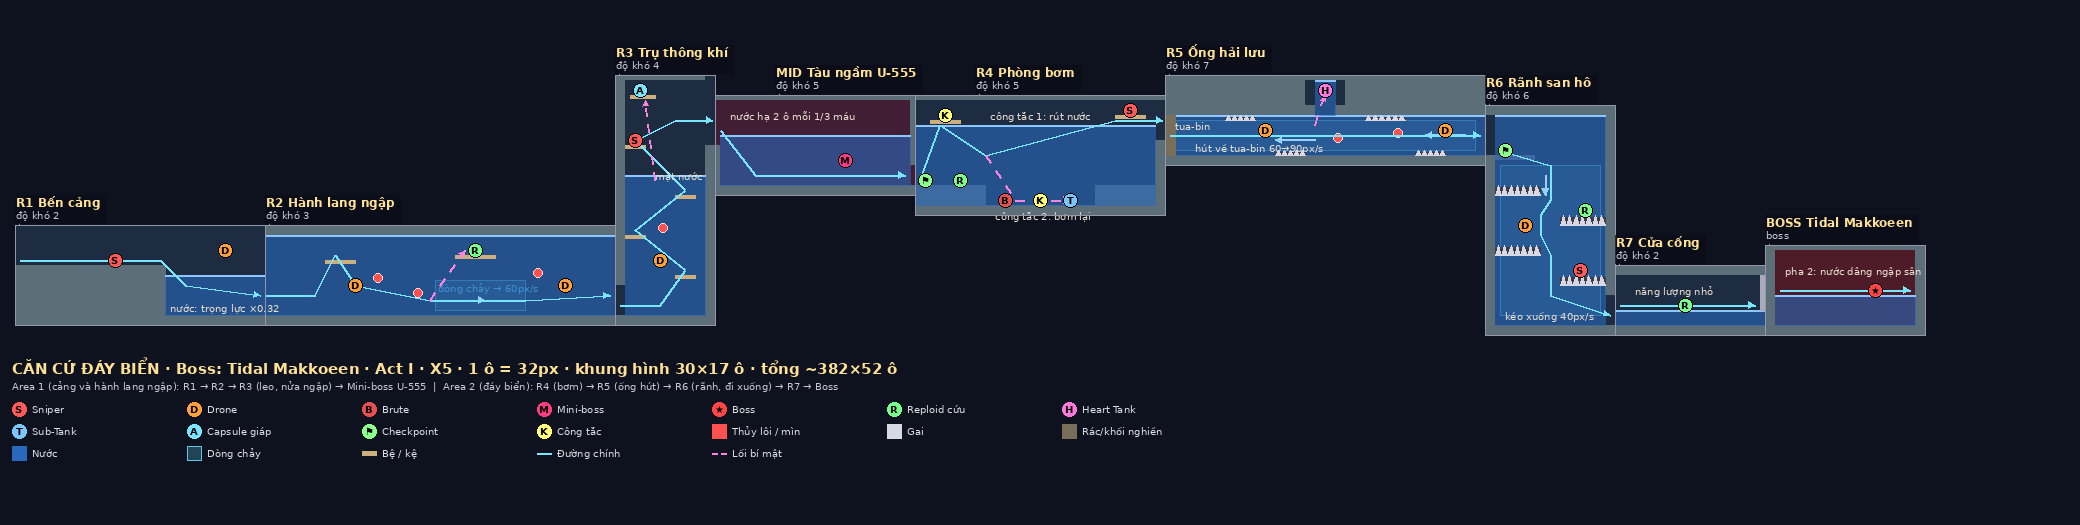 R3 Trụ thông khí
độ khó 4
R5 Ống hải lưu
độ khó 7
MID Tàu ngầm U-555
độ khó 5
R4 Phòng bơm
độ khó 5
R6 Rãnh san hô
độ khó 6
A
H
nước hạ 2 ô mỗi 1/3 máu
K
công tắc 1: rút nước
S
tua-bin
D
D
S
M
hút về tua-bin 60→90px/s
mặt nước
R
B
K
T
R
công tắc 2: bơm lại
R1 Bến cảng
độ khó 2
R2 Hành lang ngập
độ khó 3
D
S
R
D
dòng chảy → 60px/s
D
D
nước: trọng lực ×0.32
D
S
kéo xuống 40px/s
R7 Cửa cống
độ khó 2
năng lượng nhỏ
R
BOSS Tidal Makkoeen
boss
pha 2: nước dâng ngập sàn
CĂN CỨ ĐÁY BIỂN · Boss: Tidal Makkoeen · Act I · X5 · 1 ô = 32px · khung hình 30×17 ô · tổng ~382×52 ô
Area 1 (cảng và hành lang ngập): R1 → R2 → R3 (leo, nửa ngập) → Mini-boss U-555 | Area 2 (đáy biển): R4 (bơm) → R5 (ống hút) → R6 (rãnh, đi xuống) → R7 → Boss
S Sniper
D Drone
B Brute
M Mini-boss
★ Boss
R Reploid cứu
H Heart Tank
T Sub-Tank
A Capsule giáp
⚑ Checkpoint
K Công tắc
Thủy lôi / mìn
Gai
Rác/khối nghiền
Nước
Dòng chảy
Bệ / kệ
Đường chính
Lối bí mật